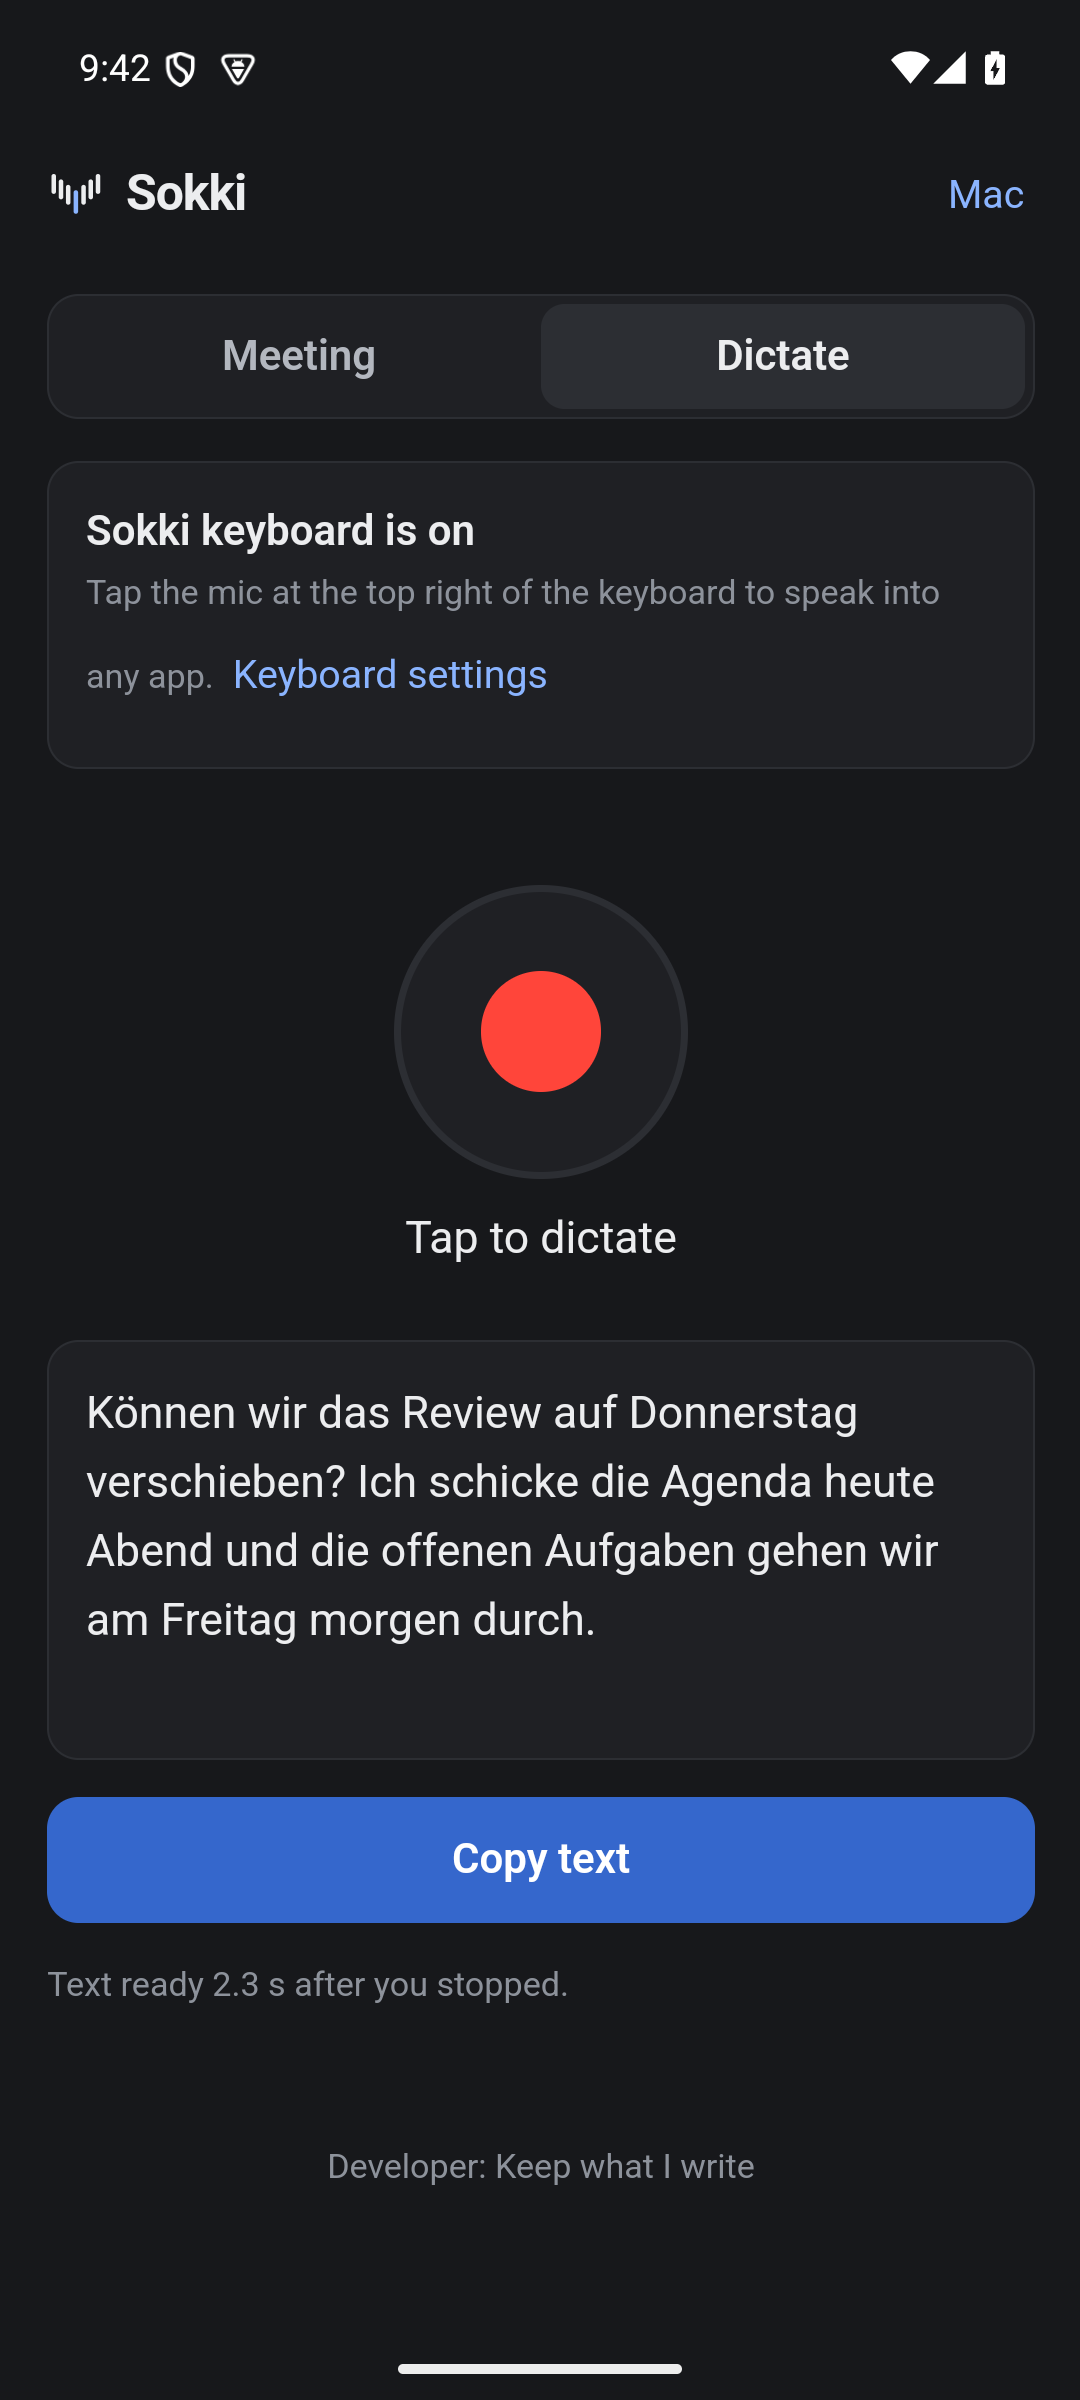 9:42
Sokki
Mac
Meeting
Dictate
Sokki keyboard is on
Tap the mic at the top right of the keyboard to speak into
any app. Keyboard settings
Tap to dictate
Können wir das Review auf Donnerstag
verschieben? Ich schicke die Agenda heute
Abend und die offenen Aufgaben gehen wir
am Freitag morgen durch.
Copy text
Text ready 2.3 s after you stopped.
Developer: Keep what I write